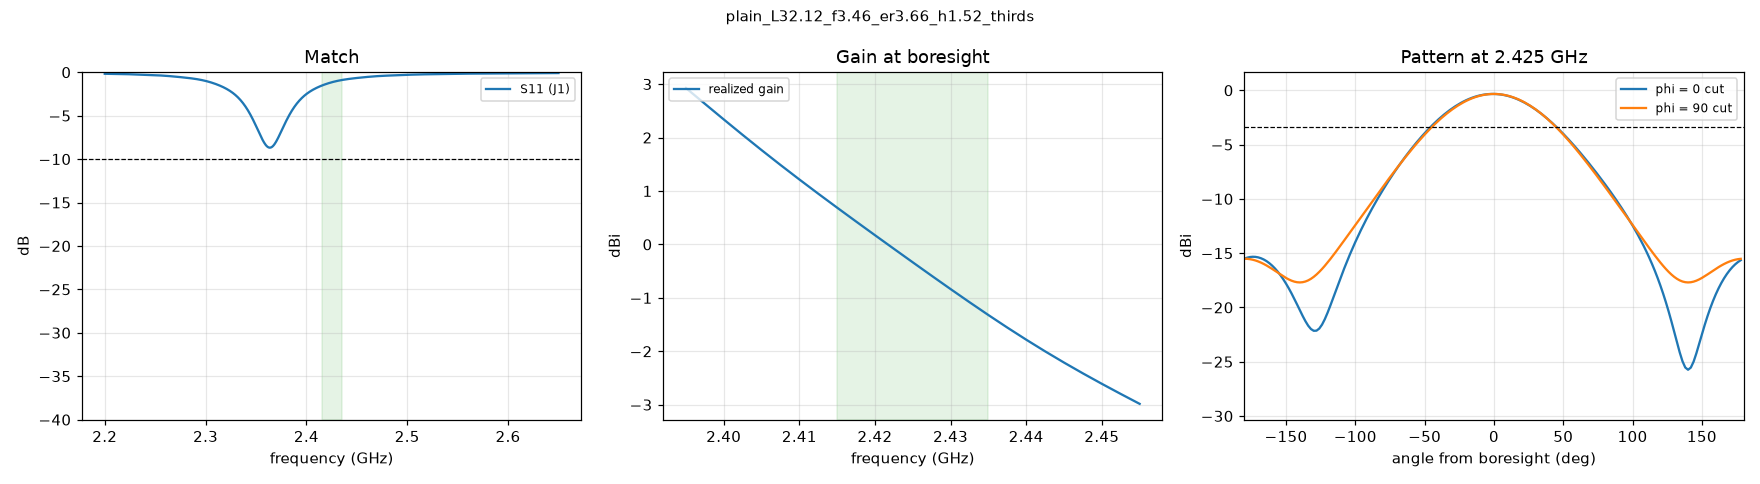 plain_L32.12_f3.46_er3.66_h1.52_thirds
Match
0
−5
−10
−15
−20
−25
−30
−35
−40
dB
2.2 2.3 2.4 2.5 2.6
frequency (GHz)
S11 (J1)
Gain at boresight
3
2
1
0
−1
−2
−3
dBi
2.40 2.41 2.42 2.43 2.44 2.45
frequency (GHz)
realized gain
Pattern at 2.425 GHz
0
−5
−10
−15
−20
−25
−30
dBi
−150 −100 −50 0 50 100 150
angle from boresight (deg)
phi = 0 cut
phi = 90 cut